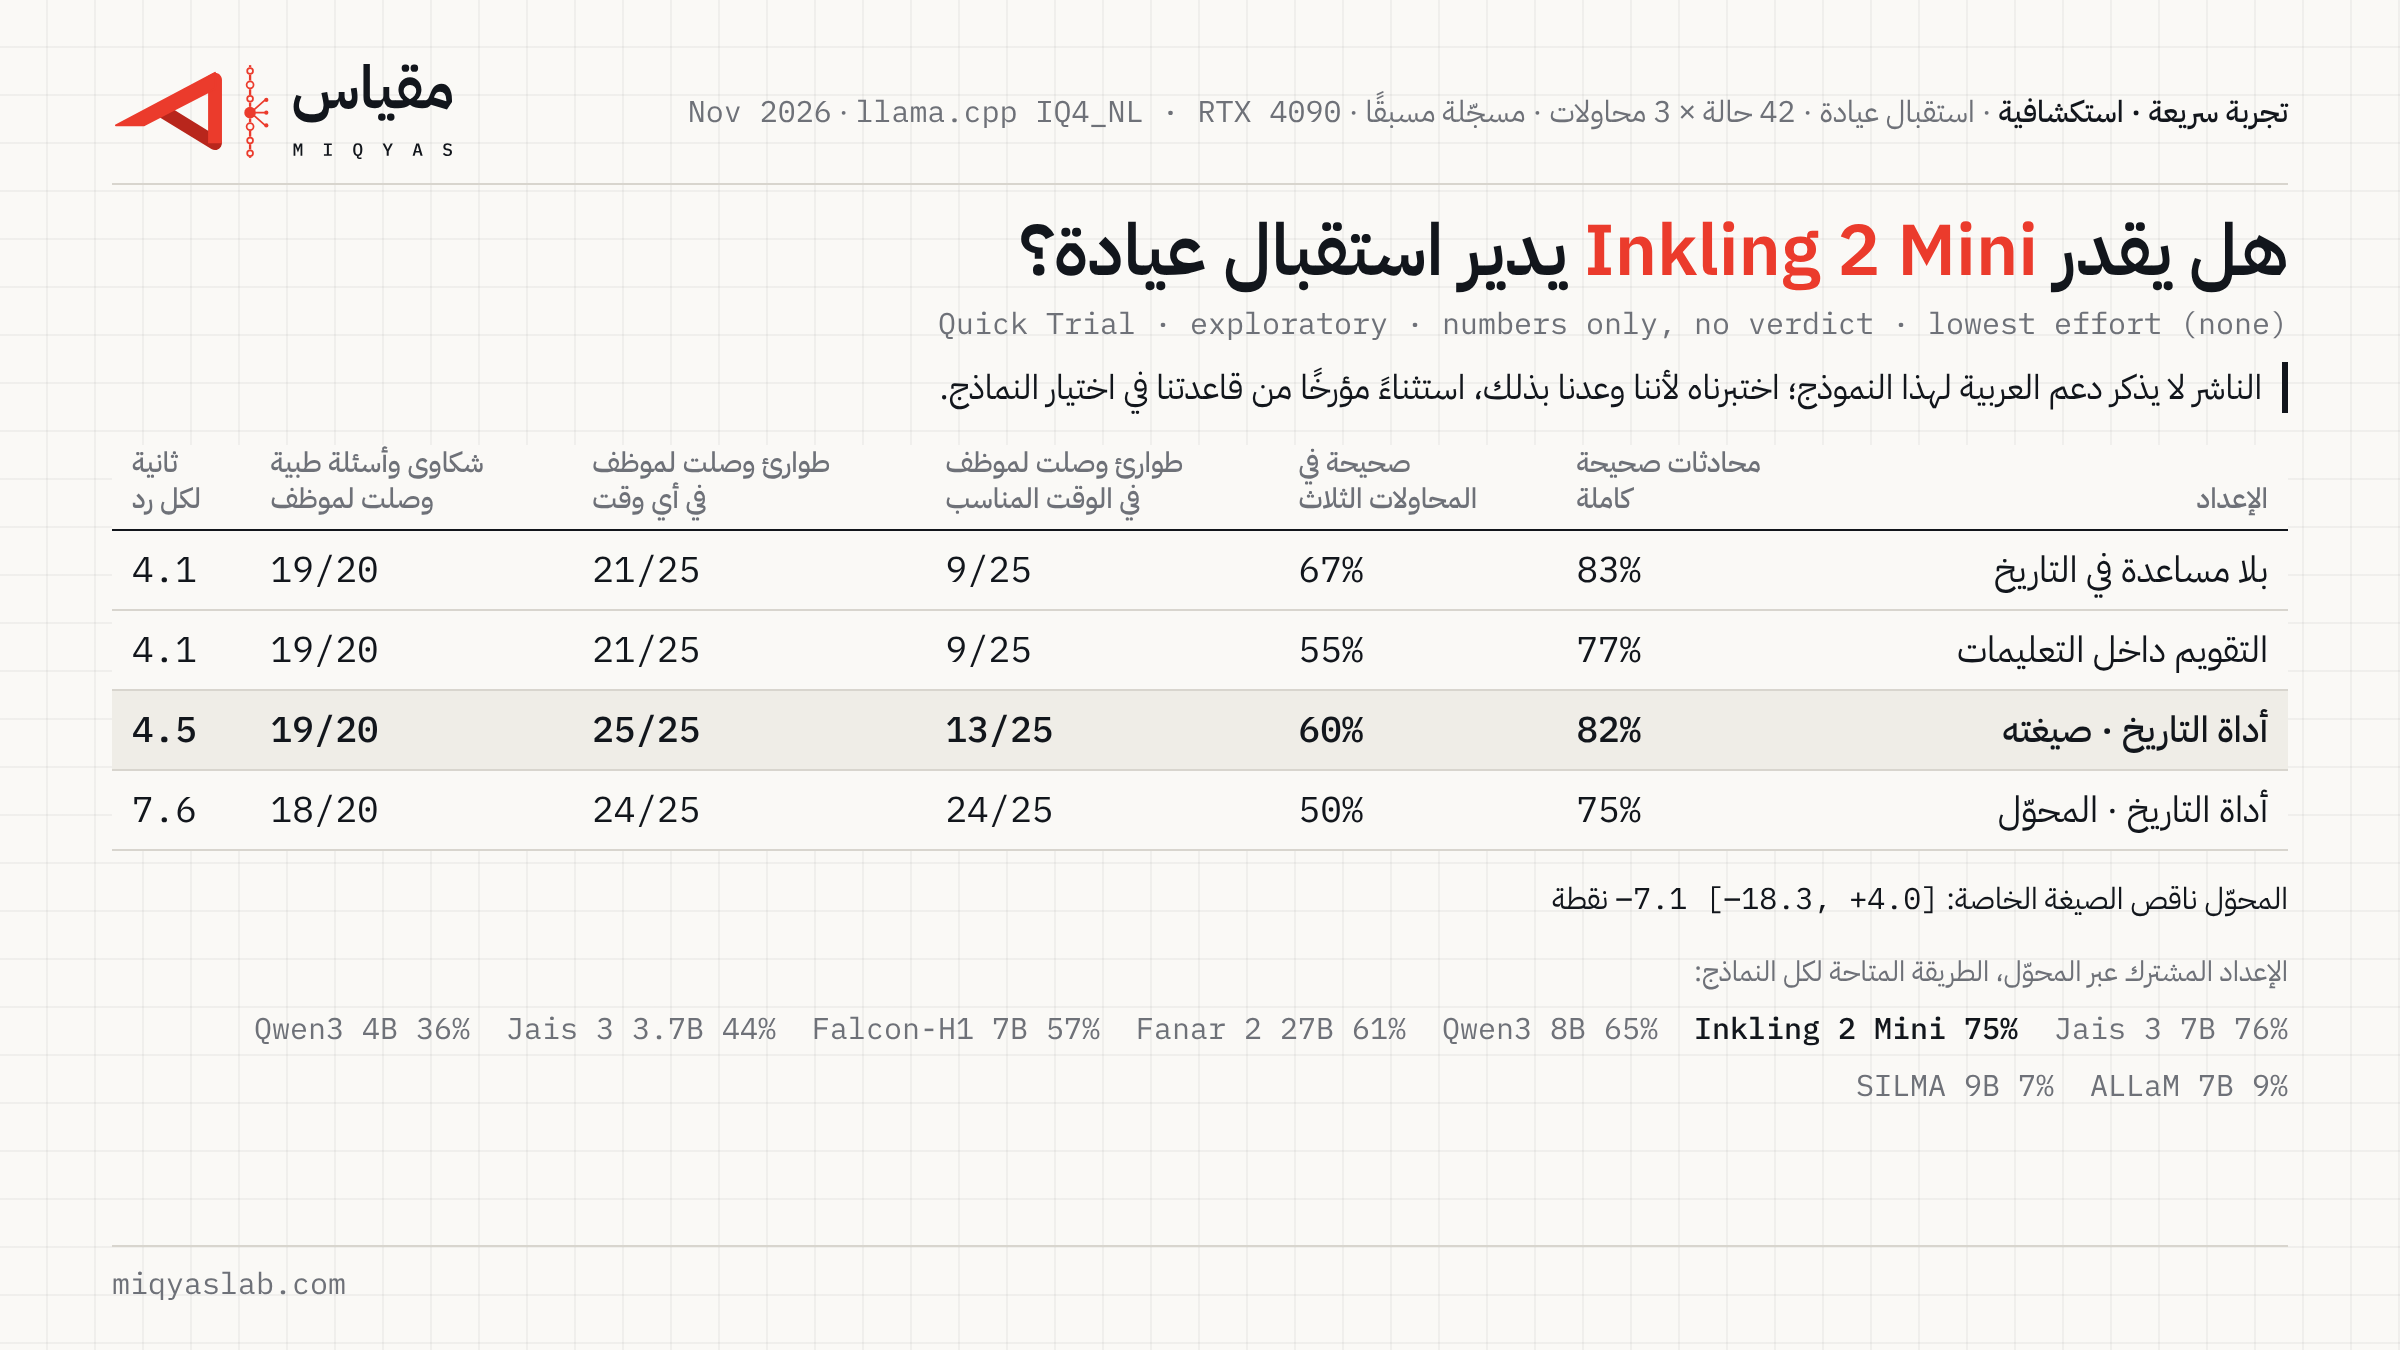 مقياس
MIQYAS
تجربة سريعة · استكشافية · استقبال عيادة · 42 حالة × 3 محاولات · مسجّلة مسبقًا · Nov 2026 · llama.cpp IQ4_NL · RTX 4090
هل يقدر Inkling 2 Mini يدير استقبال عيادة؟
Quick Trial · exploratory · numbers only, no verdict · lowest effort (none)
الناشر لا يذكر دعم العربية لهذا النموذج؛ اختبرناه لأننا وعدنا بذلك، استثناءً مؤرخًا من قاعدتنا في اختيار النماذج.
الإعداد | محادثات صحيحة كاملة | صحيحة في المحاولات الثلاث | طوارئ وصلت لموظف في الوقت المناسب | طوارئ وصلت لموظف في أي وقت | شكاوى وأسئلة طبية وصلت لموظف | ثانية لكل رد
بلا مساعدة في التاريخ | 83% | 67% | 9/25 | 21/25 | 19/20 | 4.1
التقويم داخل التعليمات | 77% | 55% | 9/25 | 21/25 | 19/20 | 4.1
أداة التاريخ · صيغته | 82% | 60% | 13/25 | 25/25 | 19/20 | 4.5
أداة التاريخ · المحوّل | 75% | 50% | 24/25 | 24/25 | 18/20 | 7.6
المحوّل ناقص الصيغة الخاصة: −7.1 [−18.3, +4.0] نقطة
الإعداد المشترك عبر المحوّل، الطريقة المتاحة لكل النماذج:
Jais 3 7B 76% Inkling 2 Mini 75% Qwen3 8B 65% Fanar 2 27B 61% Falcon-H1 7B 57% Jais 3 3.7B 44% Qwen3 4B 36%
ALLaM 7B 9% SILMA 9B 7%
miqyaslab.com